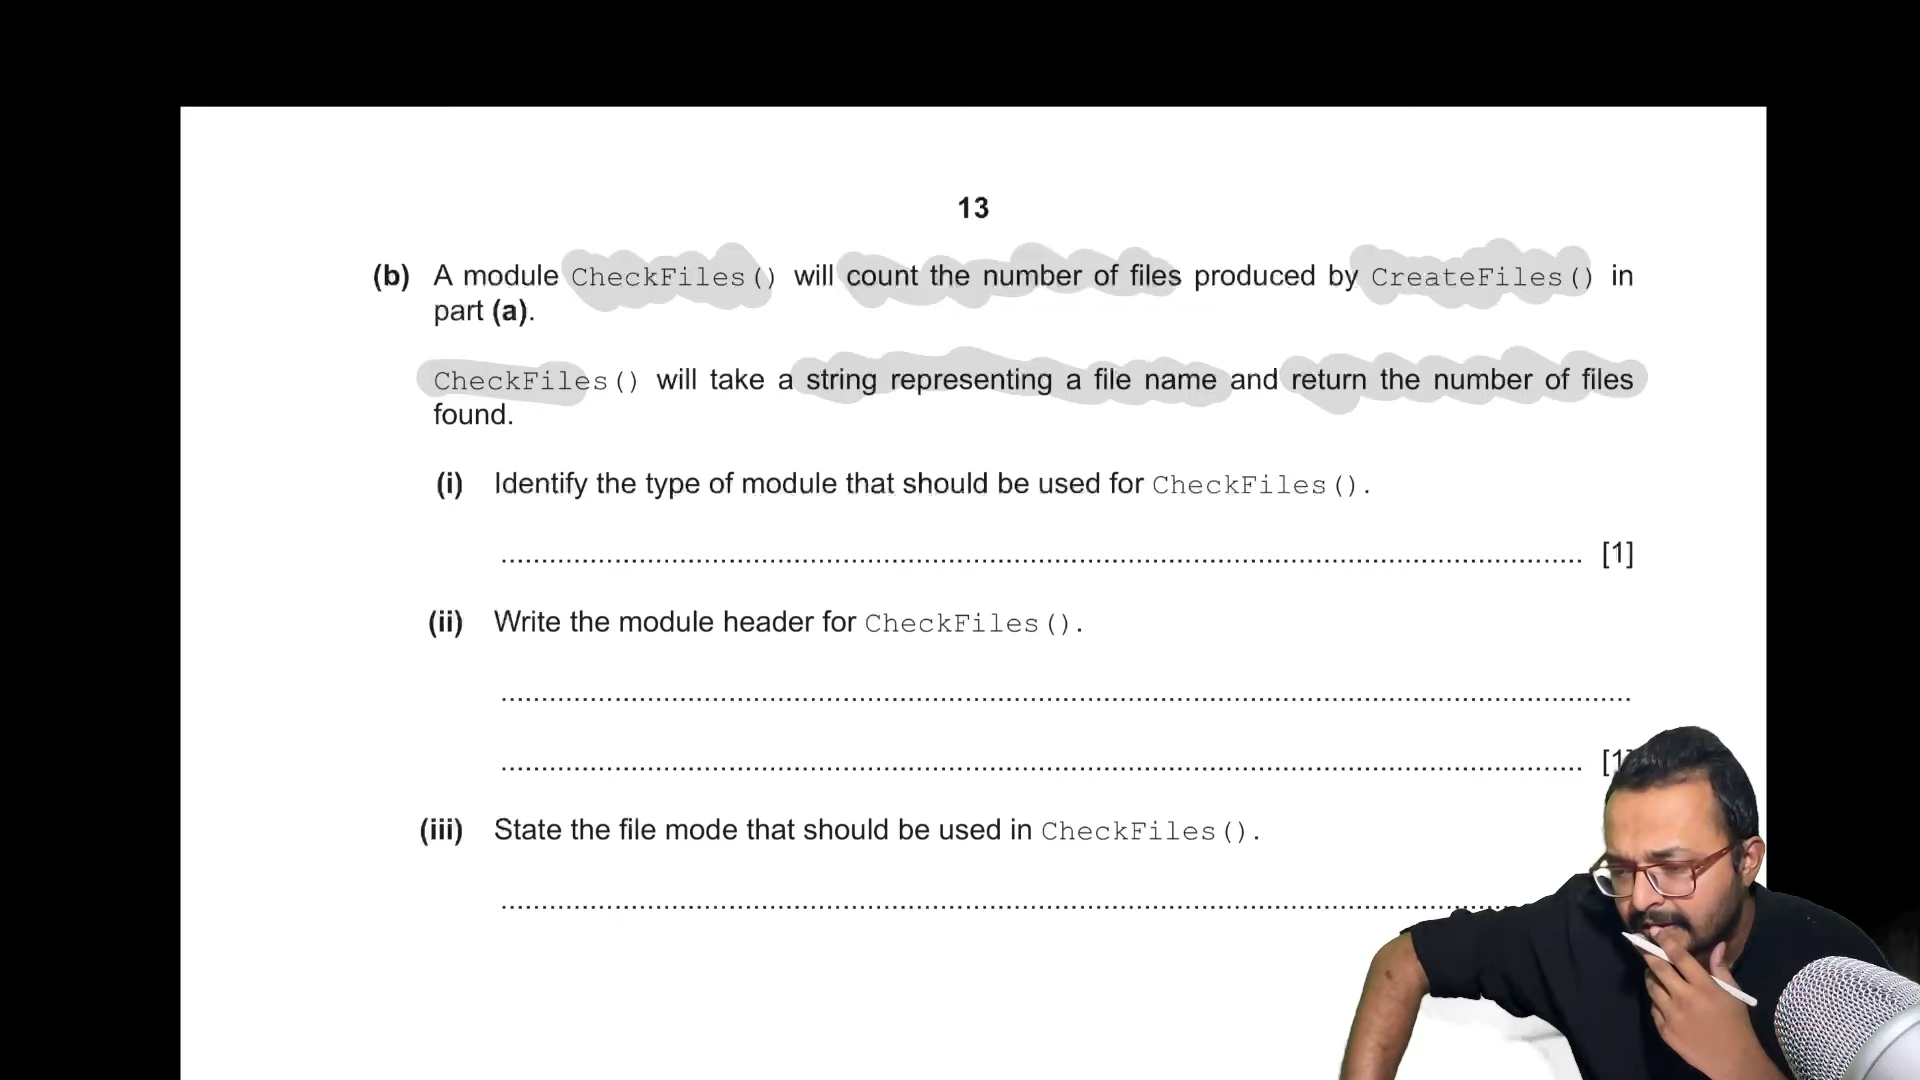 13
(b) A module CheckFiles() will count the number of files produced by CreateFiles() in
part (a).
CheckFiles() will take a string representing a file name and return the number of files
found.
(i) Identify the type of module that should be used for CheckFiles().
[1]
(ii) Write the module header for CheckFiles().
[1
(iii) State the file mode that should be used in CheckFiles().